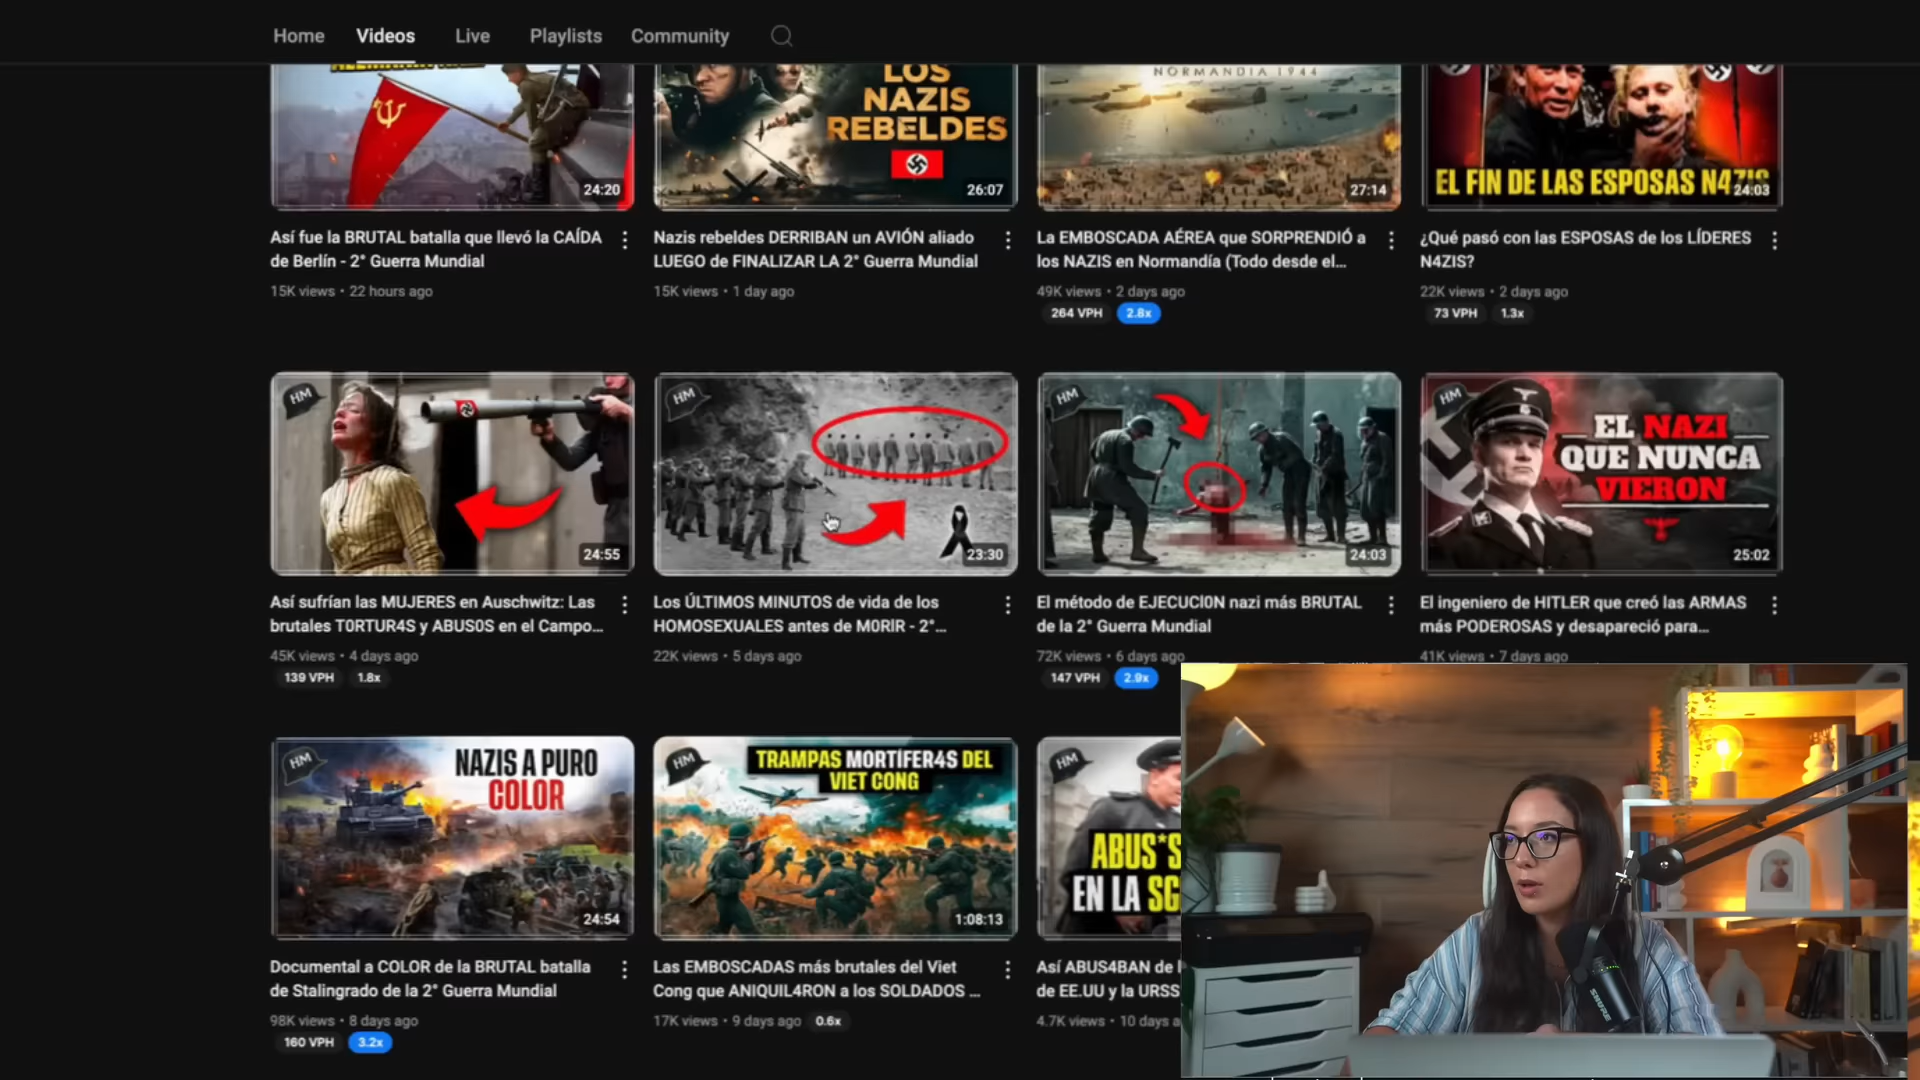 Home Videos Live Playlists Community
24:20
LOS
NAZIS
REBELDES
26:07
NORMANDIA 1944
27:14
EL FIN DE LAS ESPOSAS N4ZIS
24:03
Así fue la BRUTAL batalla que llevó la CAÍDA
de Berlín - 2° Guerra Mundial
15K views • 22 hours ago
Nazis rebeldes DERRIBAN un AVIÓN aliado
LUEGO de FINALIZAR LA 2° Guerra Mundial
15K views • 1 day ago
La EMBOSCADA AÉREA que SORPRENDIÓ a
los NAZIS en Normandía (Todo desde el...
49K views • 2 days ago
264 VPH 2.8x
¿Qué pasó con las ESPOSAS de los LÍDERES
N4ZIS?
22K views • 2 days ago
73 VPH 1.3x
HM
24:55
HM
23:30
HM
24:03
HM
EL NAZI
QUE NUNCA
VIERON
25:02
Así sufrían las MUJERES en Auschwitz: Las
brutales T0RTUR4S y ABUS0S en el Campo...
45K views • 4 days ago
139 VPH 1.8x
Los ÚLTIMOS MINUTOS de vida de los
HOMOSEXUALES antes de M0RIR - 2°...
22K views • 5 days ago
El método de EJECUCI0N nazi más BRUTAL
de la 2° Guerra Mundial
72K views • 6 days ago
147 VPH 2.9x
El ingeniero de HITLER que creó las ARMAS
más PODEROSAS y desapareció para...
41K views • 7 days ago
HM
NAZIS A PURO
COLOR
24:54
HM
TRAMPAS MORTÍFER4S DEL
VIET CONG
1:08:13
HM
ABUS*S
EN LA SG
Documental a COLOR de la BRUTAL batalla
de Stalingrado de la 2° Guerra Mundial
98K views • 8 days ago
160 VPH 3.2x
Las EMBOSCADAS más brutales del Viet
Cong que ANIQUIL4RON a los SOLDADOS ...
17K views • 9 days ago 0.6x
Así ABUS4BAN de
de EE.UU y la URSS
4.7K views • 10 days a
SHURE